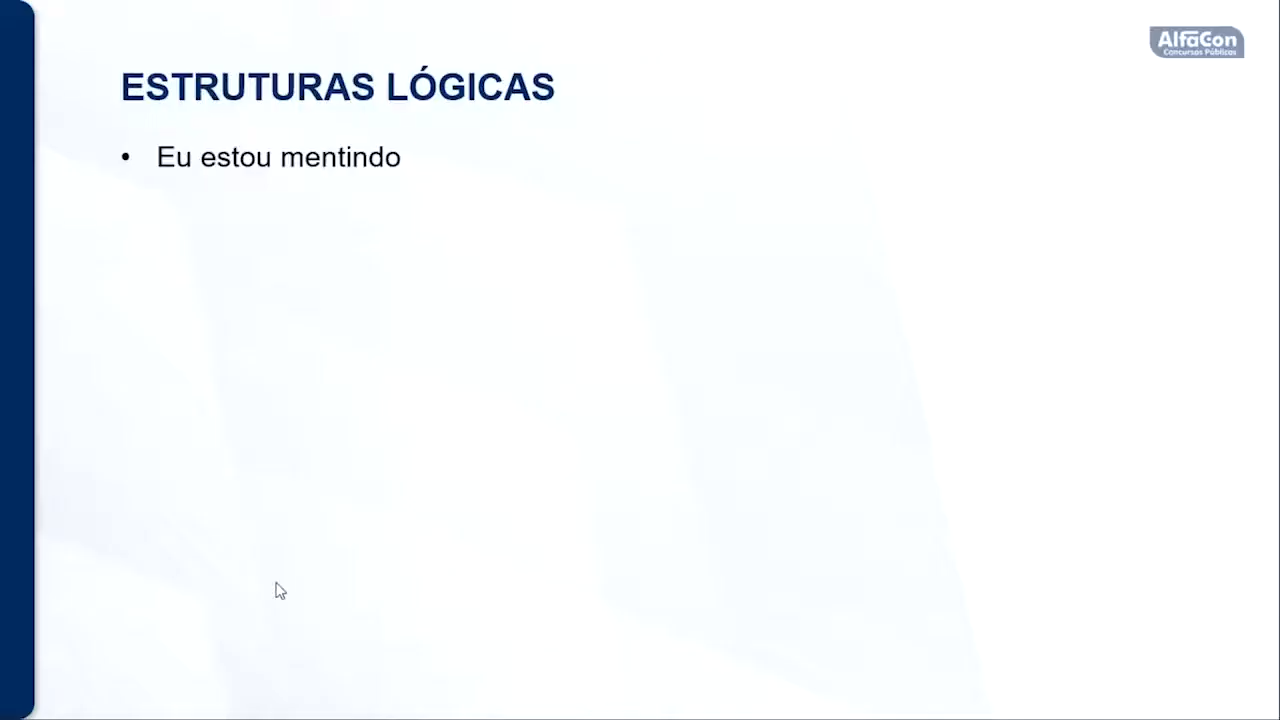 AlfaCon
Concursos Públicos
ESTRUTURAS LÓGICAS
• Eu estou mentindo